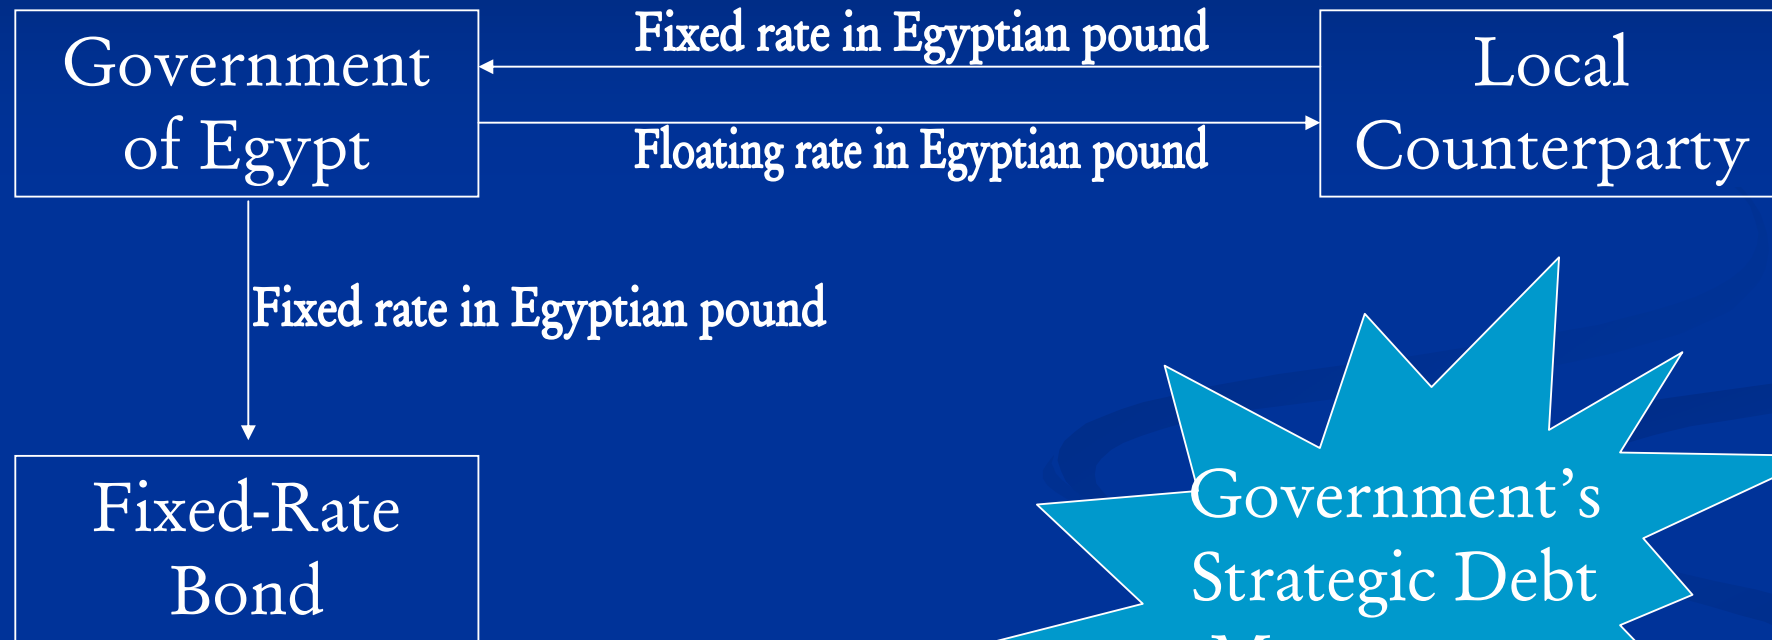 Government
of Egypt
Fixed rate in Egyptian pound
Floating rate in Egyptian pound
Local
Counterparty
Fixed rate in Egyptian pound
Fixed-Rate
Bond
Government’s
Strategic Debt